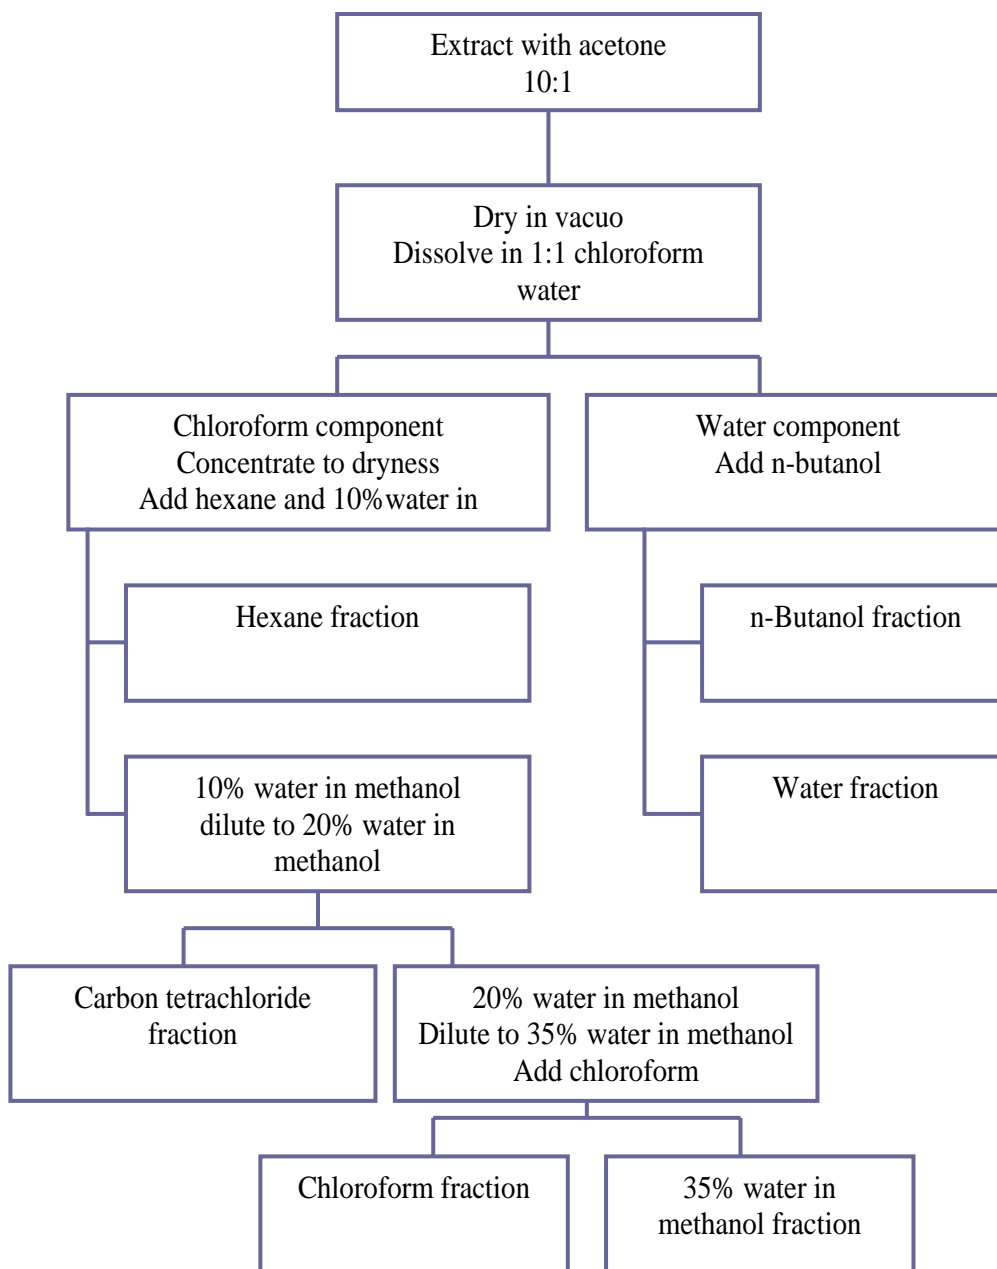 Extract with acetone
10:1
Dry in vacuo
Dissolve in 1:1 chloroform
water
Chloroform component
Concentrate to dryness
Add hexane and 10%water in
Water component
Add n-butanol
Hexane fraction
n-Butanol fraction
10% water in methanol
dilute to 20% water in
methanol
Water fraction
Carbon tetrachloride
fraction
20% water in methanol
Dilute to 35% water in methanol
Add chloroform
Chloroform fraction
35% water in
methanol fraction